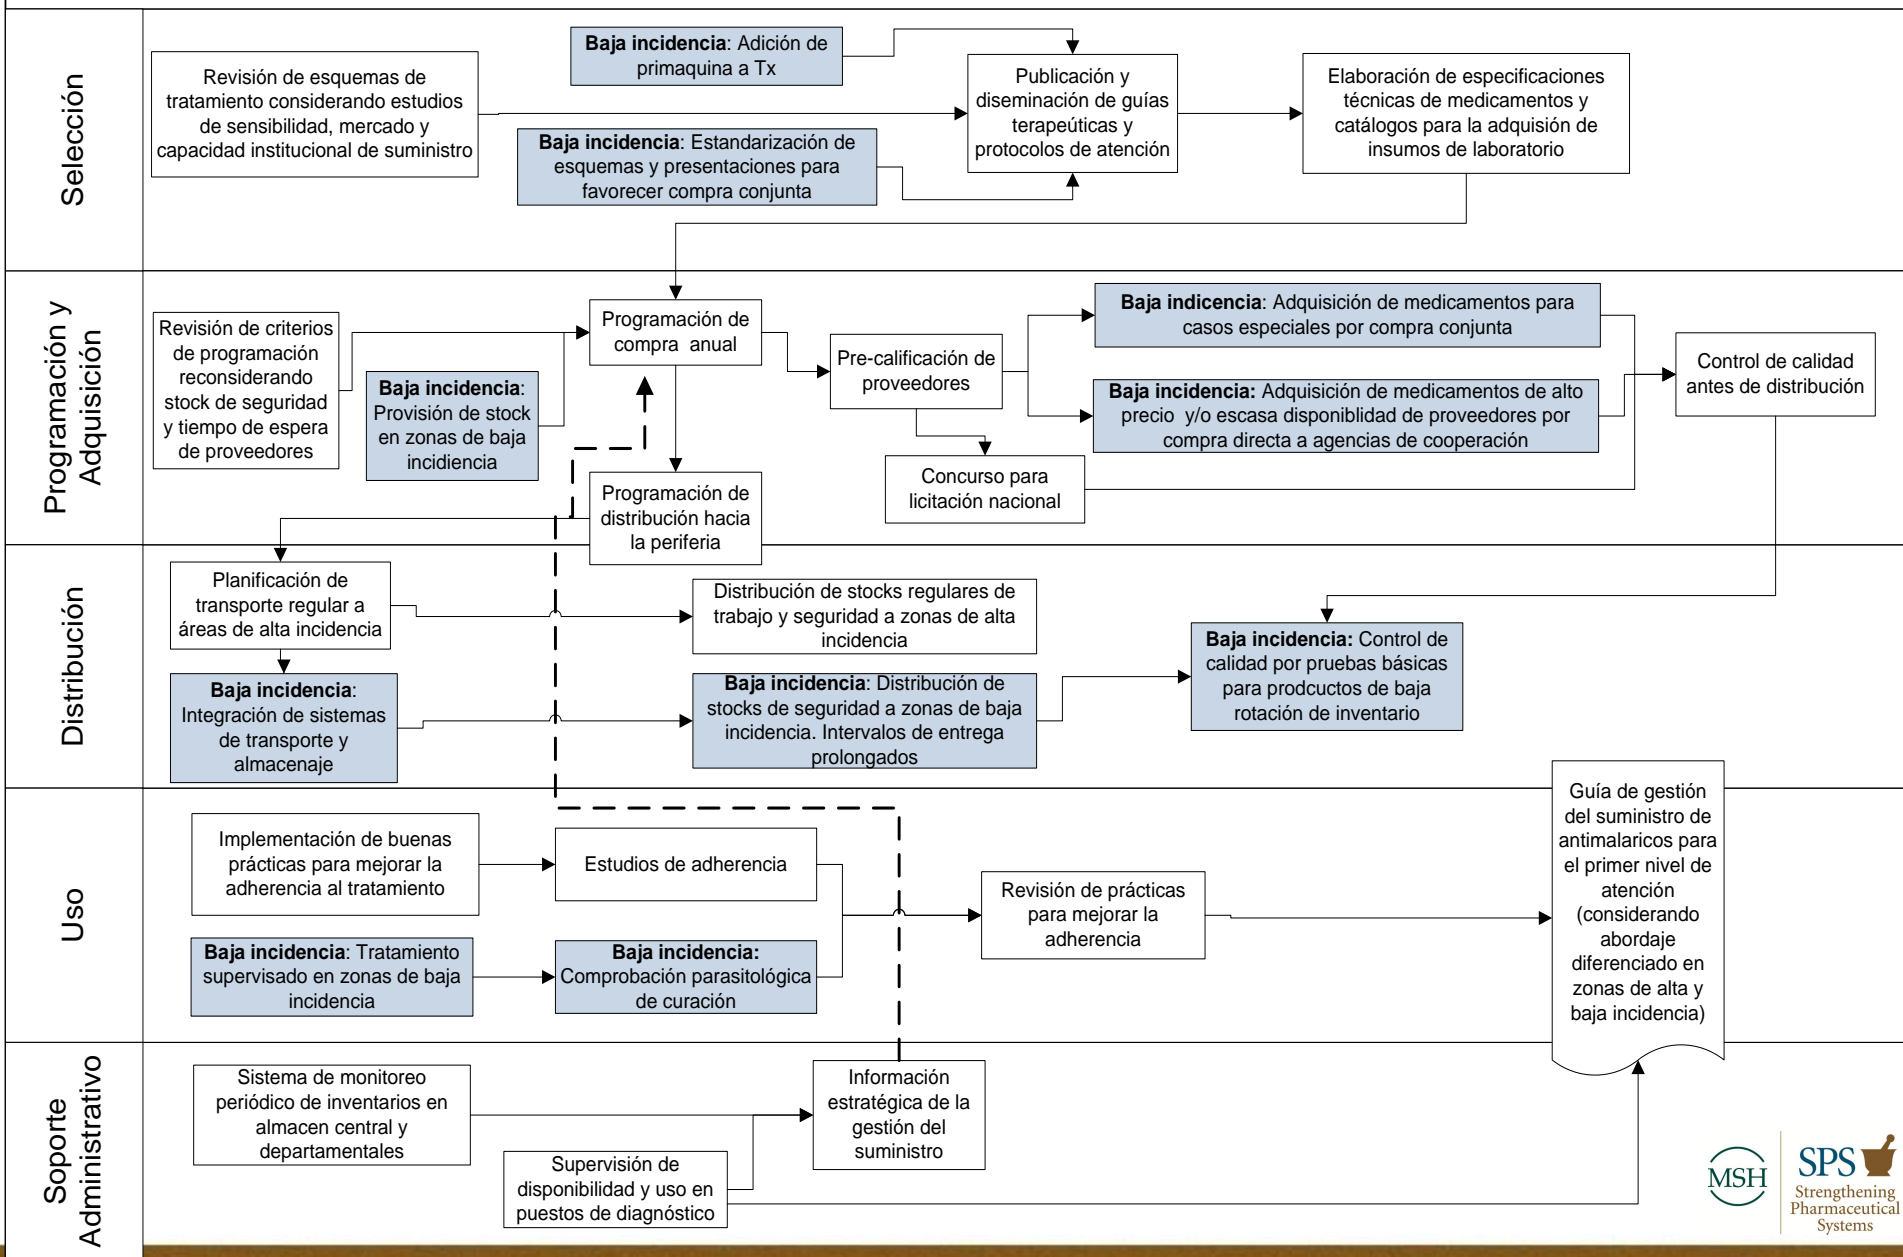 Selección
Revisión de esquemas de
tratamiento considerando estudios
de sensibilidad, mercado y
capacidad institucional de suministro
Baja incidencia: Adición de
primaquina a Tx
Baja incidencia: Estandarización de
esquemas y presentaciones para
favorecer compra conjunta
Publicación y
diseminación de guías
terapeúticas y
protocolos de atención
Elaboración de especificaciones
técnicas de medicamentos y
catálogos para la adquisión de
insumos de laboratorio
Programación y
Adquisición
Revisión de criterios
de programación
reconsiderando
stock de seguridad
y tiempo de espera
de proveedores
Baja incidencia:
Provisión de stock
en zonas de baja
incidiencia
Programación de
compra anual
Programación de
distribución hacia
la periferia
Pre-calificación de
proveedores
Concurso para
licitación nacional
Baja indicencia: Adquisición de medicamentos para
casos especiales por compra conjunta
Baja incidencia: Adquisición de medicamentos de alto
precio y/o escasa disponiblidad de proveedores por
compra directa a agencias de cooperación
Control de calidad
antes de distribución
Distribución
Planificación de
transporte regular a
áreas de alta incidencia
Baja incidencia:
Integración de sistemas
de transporte y
almacenaje
Distribución de stocks regulares de
trabajo y seguridad a zonas de alta
incidencia
Baja incidencia: Distribución de
stocks de seguridad a zonas de baja
incidencia. Intervalos de entrega
prolongados
Baja incidencia: Control de
calidad por pruebas básicas
para prodcuctos de baja
rotación de inventario
Uso
Implementación de buenas
prácticas para mejorar la
adherencia al tratamiento
Estudios de adherencia
Baja incidencia: Tratamiento
supervisado en zonas de baja
incidencia
Baja incidencia:
Comprobación parasitológica
de curación
Revisión de prácticas
para mejorar la
adherencia
Guía de gestión
del suministro de
antimalaricos para
el primer nivel de
atención
(considerando
abordaje
diferenciado en
zonas de alta y
baja incidencia)
Soporte
Administrativo
Sistema de monitoreo
periódico de inventarios en
almacen central y
departamentales
Supervisión de
disponibilidad y uso en
puestos de diagnóstico
Información
estratégica de la
gestión del
suministro
MSH
SPS
Strengthening
Pharmaceutical
Systems